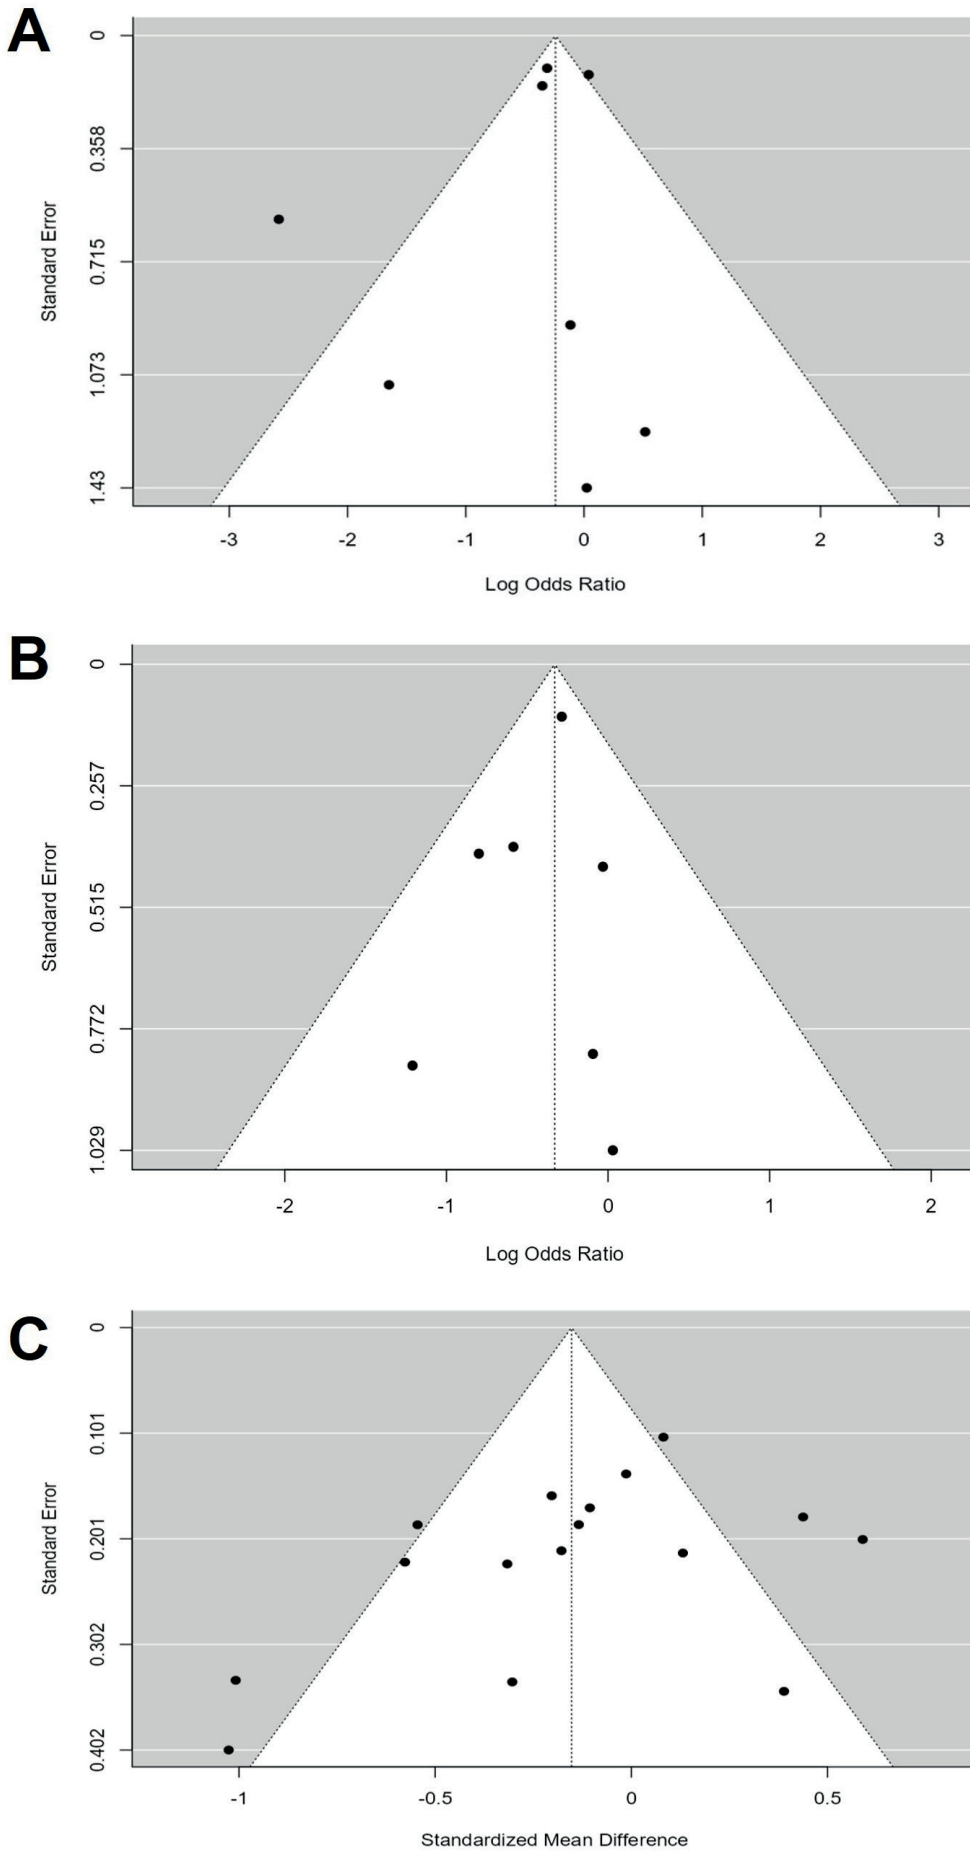 A
0
0.358
0.715
1.073
1.43
Standard Error
-3 -2 -1 0 1 2 3
Log Odds Ratio
B
0
0.257
0.515
0.772
1.029
Standard Error
-2 -1 0 1 2
Log Odds Ratio
C
0
0.101
0.201
0.302
0.402
Standard Error
-1 -0.5 0 0.5
Standardized Mean Difference